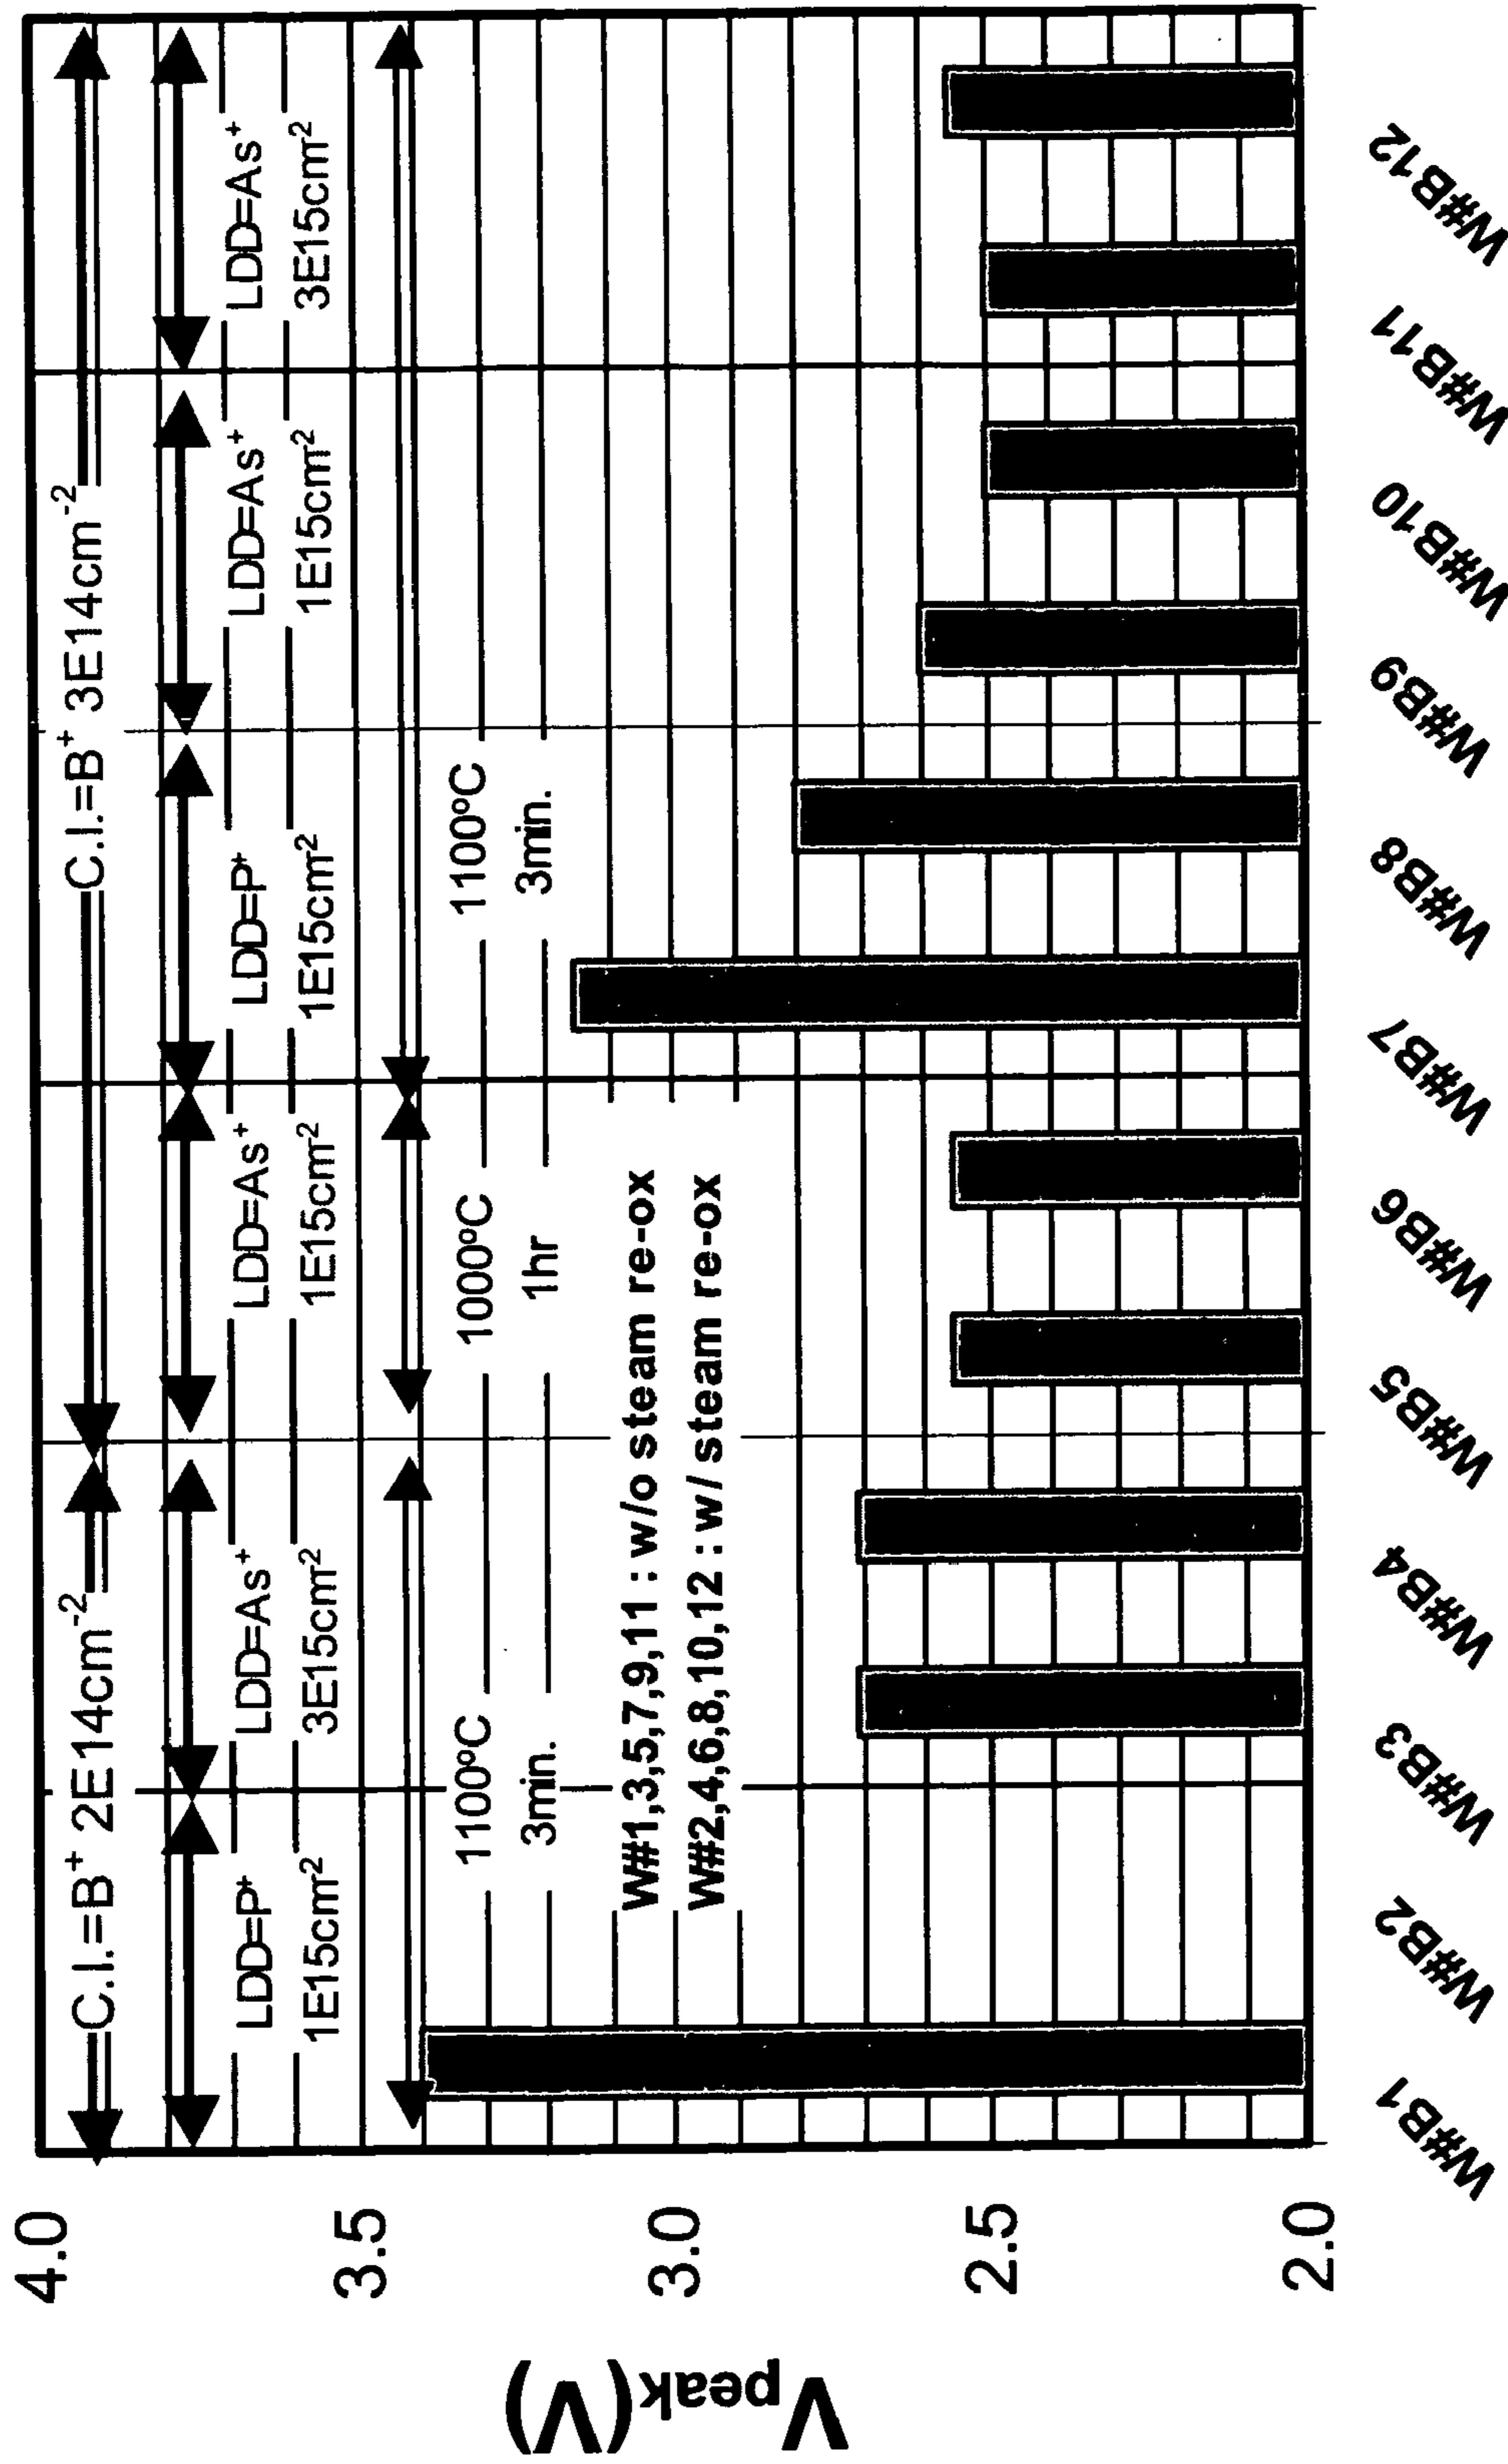 Vpeak(V)
4.0
3.5
3.0
2.5
2.0
C.I.=B+ 2E14cm-2
C.I.=B+ 3E14cm-2
LDD=P+
1E15cm2
LDD=As+
3E15cm2
LDD=As+
1E15cm2
LDD=P+
1E15cm2
LDD=As+
1E15cm2
LDD=As+
3E15cm2
1100ºC
3min.
1000ºC
1hr
1100ºC
3min.
W#1,3,5,7,9,11 : w/o steam re-ox
W#2,4,6,8,10,12 : w/ steam re-ox
W#B1
W#B2
W#B3
W#B4
W#B5
W#B6
W#B7
W#B8
W#B9
W#B10
W#B11
W#B12